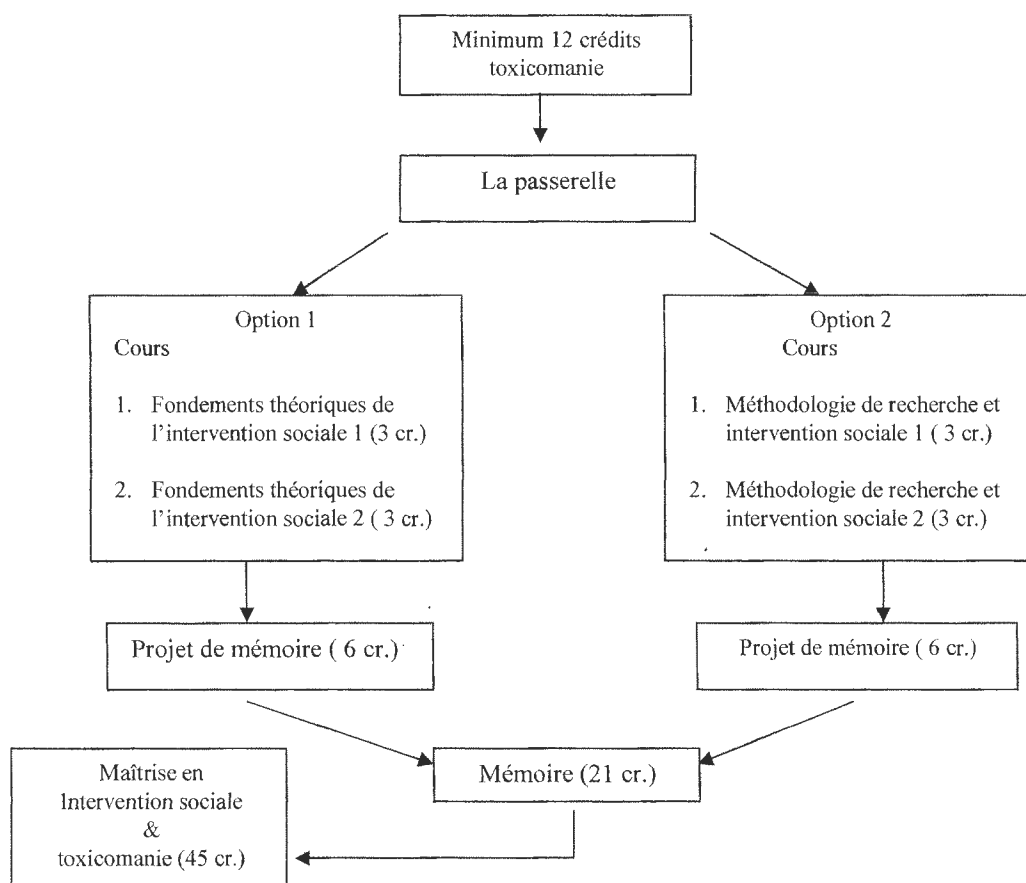 Minimum 12 crédits
toxicomanie
La passerelle
Option 1
Cours
1. Fondements théoriques de
l'intervention sociale 1 (3 cr.)
2. Fondements théoriques de
l'intervention sociale 2 ( 3 cr.)
Option 2
Cours
1. Méthodologie de recherche et
intervention sociale 1 ( 3 cr.)
2. Méthodologie de recherche et
intervention sociale 2 (3 cr.)
Projet de mémoire ( 6 cr.)
Projet de mémoire ( 6 cr.)
Mémoire (21 cr.)
Maîtrise en
Intervention sociale
&
toxicomanie (45 cr.)